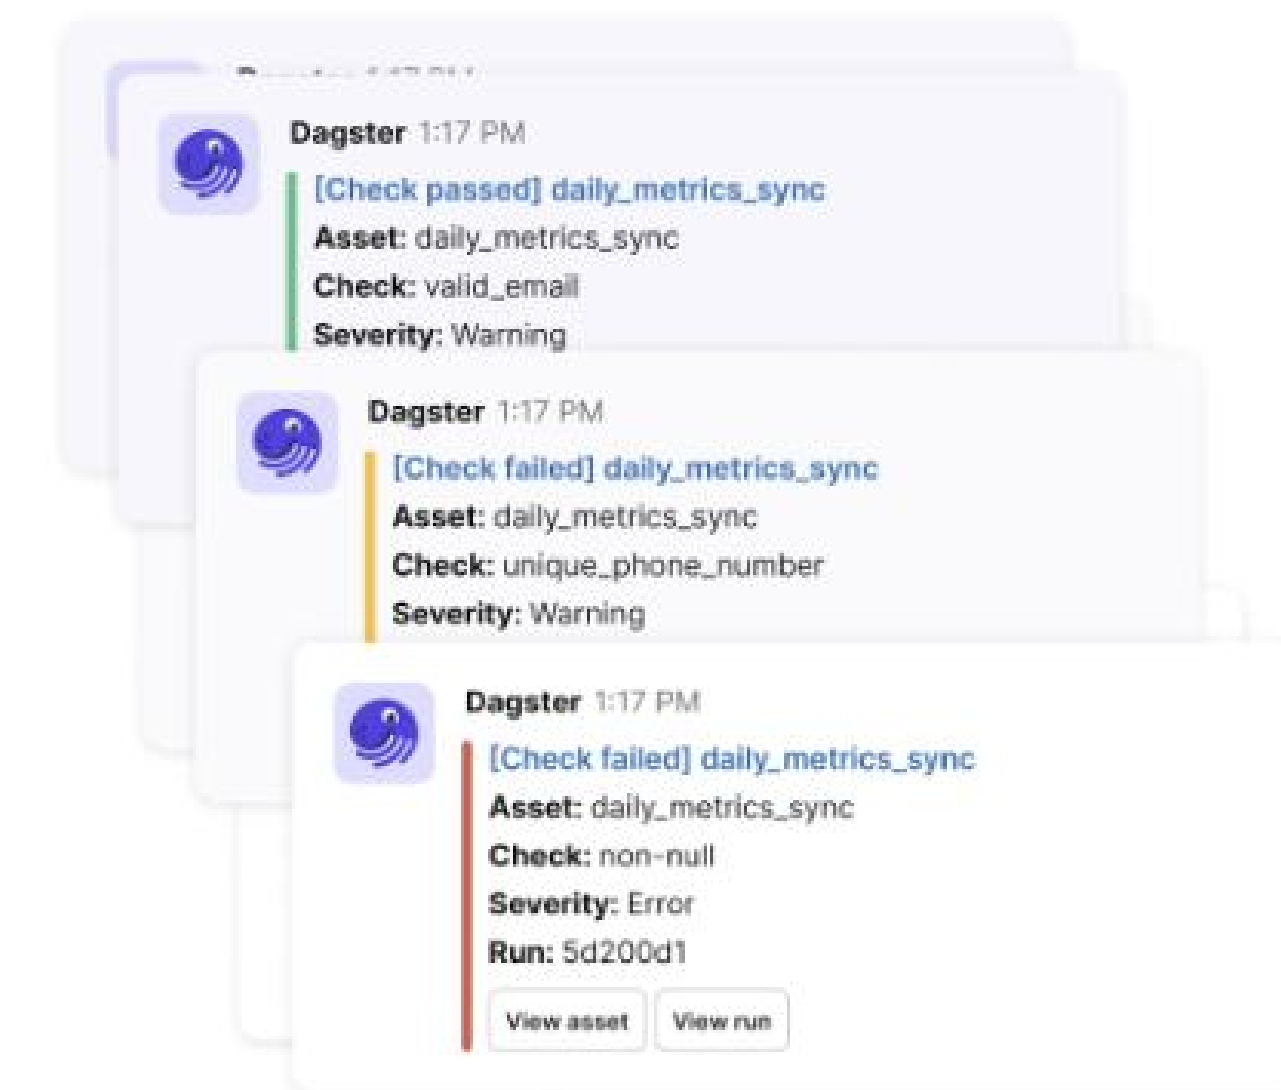 Dagster 1:17 PM
[Check passed] daily_metrics_sync
Asset: daily_metrics_sync
Check: valid_email
Severity: Warning
Dagster 1:17 PM
[Check failed] daily_metrics_sync
Asset: daily_metrics_sync
Check: unique_phone_number
Severity: Warning
Dagster 1:17 PM
[Check failed] daily_metrics_sync
Asset: daily_metrics_sync
Check: non-null
Severity: Error
Run: 5d200d1
View asset View run